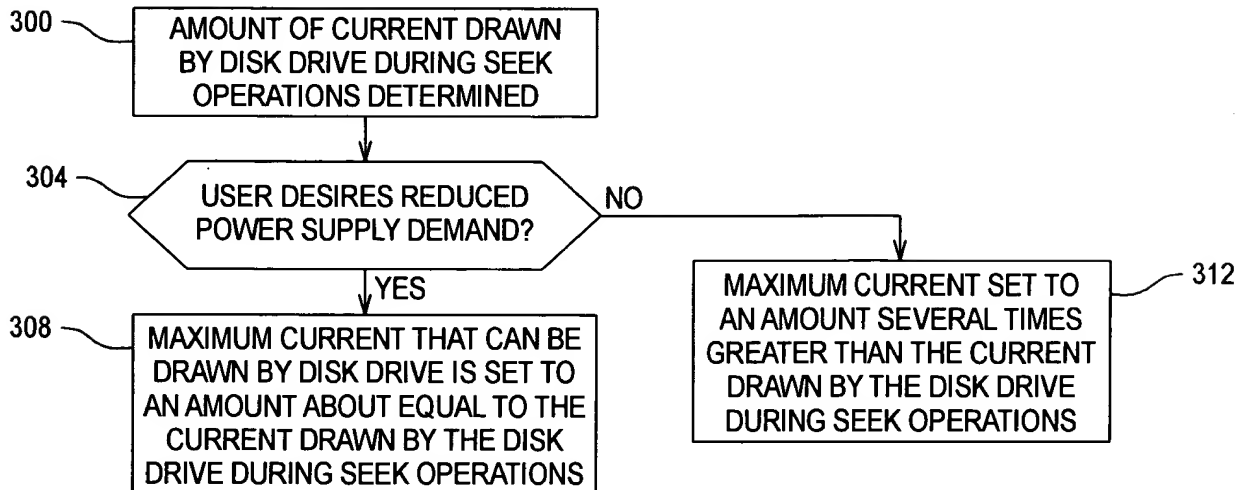 300
AMOUNT OF CURRENT DRAWN
BY DISK DRIVE DURING SEEK
OPERATIONS DETERMINED
304
USER DESIRES REDUCED
POWER SUPPLY DEMAND?
NO
YES
308
MAXIMUM CURRENT THAT CAN BE
DRAWN BY DISK DRIVE IS SET TO
AN AMOUNT ABOUT EQUAL TO THE
CURRENT DRAWN BY THE DISK
DRIVE DURING SEEK OPERATIONS
312
MAXIMUM CURRENT SET TO
AN AMOUNT SEVERAL TIMES
GREATER THAN THE CURRENT
DRAWN BY THE DISK DRIVE
DURING SEEK OPERATIONS